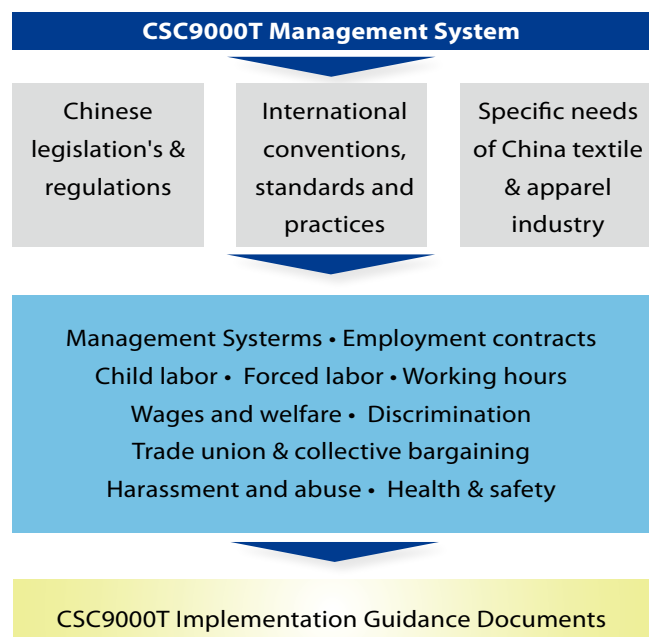 CSC9000T Management System
Chinese
legislation's &
regulations
International
conventions,
standards and
practices
Specific needs
of China textile
& apparel
industry
Management Systerms • Employment contracts
Child labor • Forced labor • Working hours
Wages and welfare • Discrimination
Trade union & collective bargaining
Harassment and abuse • Health & safety
CSC9000T Implementation Guidance Documents